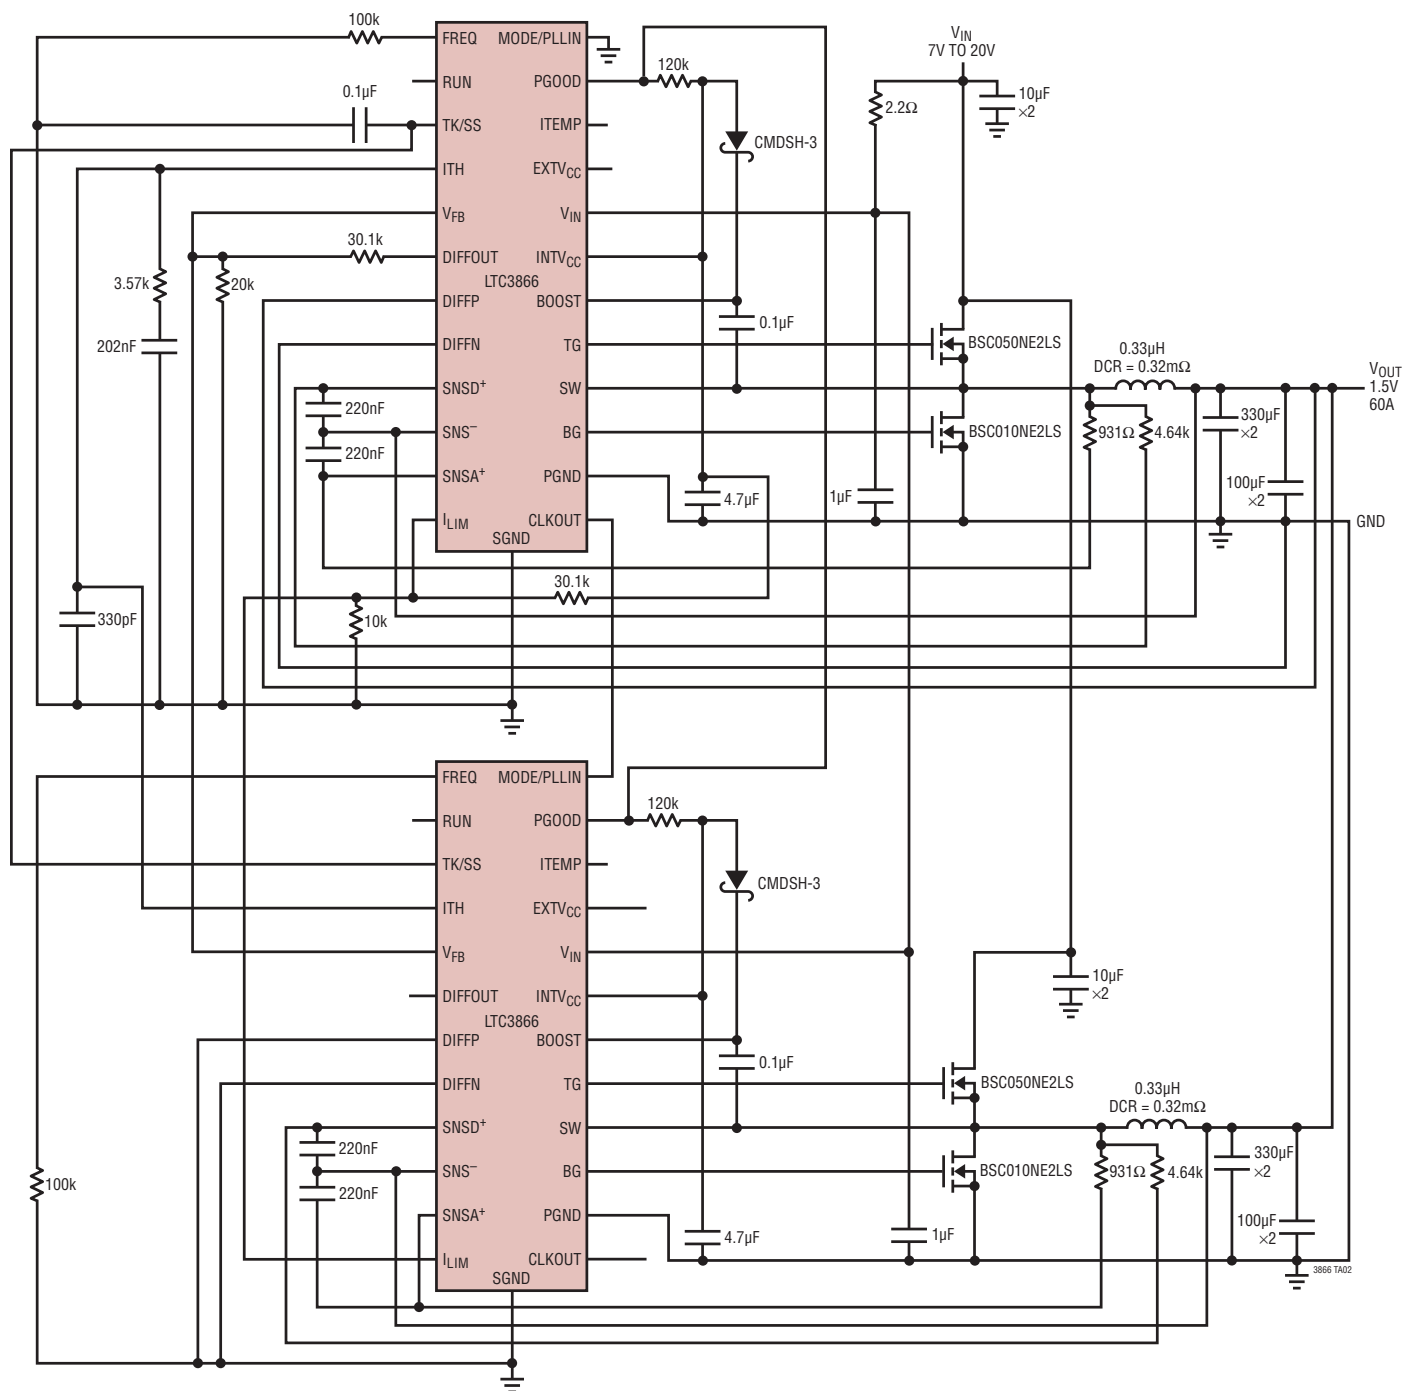 100k
FREQ MODE/PLLIN
RUN PGOOD
120k
0.1µF
TK/SS ITEMP
CMDSH-3
ITH EXTVCC
VFB VIN
30.1k
DIFFOUT INTVCC
LTC3866
3.57k
20k
DIFFP BOOST
0.1µF
202nF
DIFFN TG
SNSD+ SW
220nF
SNS– BG
220nF
SNSA+ PGND
4.7µF
1µF
ILIM CLKOUT
SGND
VIN
7V TO 20V
2.2Ω
10µF
×2
BSC050NE2LS
BSC010NE2LS
0.33µH
DCR = 0.32mΩ
VOUT
1.5V
60A
931Ω
4.64k
330µF
×2
100µF
×2
GND
30.1k
10k
330pF
FREQ MODE/PLLIN
RUN PGOOD
120k
TK/SS ITEMP
CMDSH-3
ITH EXTVCC
VFB VIN
DIFFOUT INTVCC
LTC3866
DIFFP BOOST
0.1µF
DIFFN TG
SNSD+ SW
220nF
SNS– BG
220nF
SNSA+ PGND
4.7µF
1µF
ILIM CLKOUT
SGND
100k
10µF
×2
BSC050NE2LS
BSC010NE2LS
0.33µH
DCR = 0.32mΩ
931Ω
4.64k
330µF
×2
100µF
×2
3866 TA02